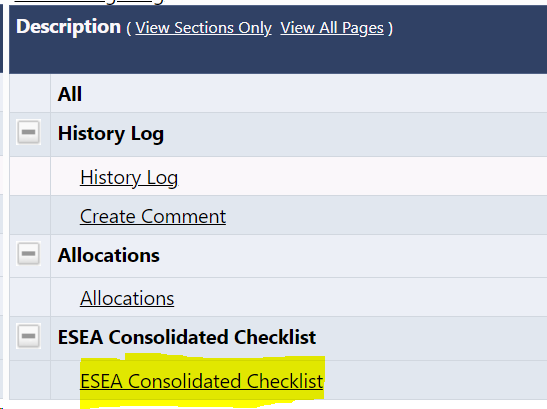 Description ( View Sections Only View All Pages )
All
History Log
History Log
Create Comment
Allocations
Allocations
ESEA Consolidated Checklist
ESEA Consolidated Checklist